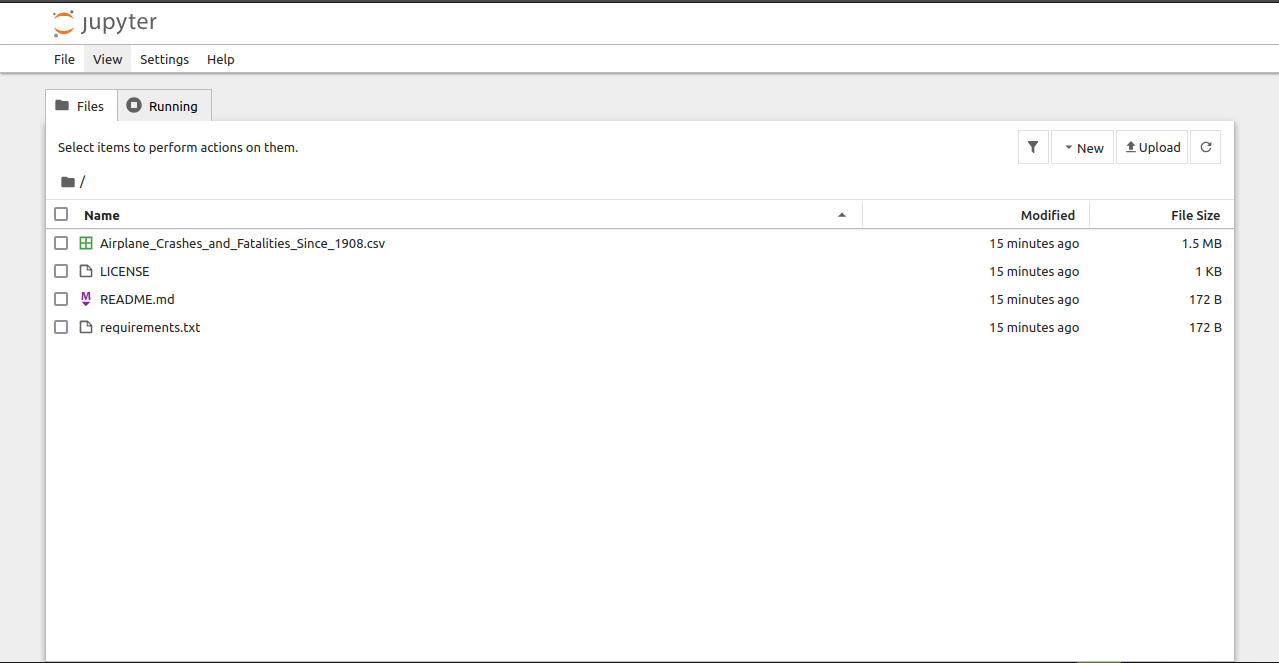 jupyter
File View Settings Help
Files Running
Select items to perform actions on them.
New Upload
/
Name Modified File Size
Airplane_Crashes_and_Fatalities_Since_1908.csv 15 minutes ago 1.5 MB
LICENSE 15 minutes ago 1 KB
M README.md 15 minutes ago 172 B
requirements.txt 15 minutes ago 172 B